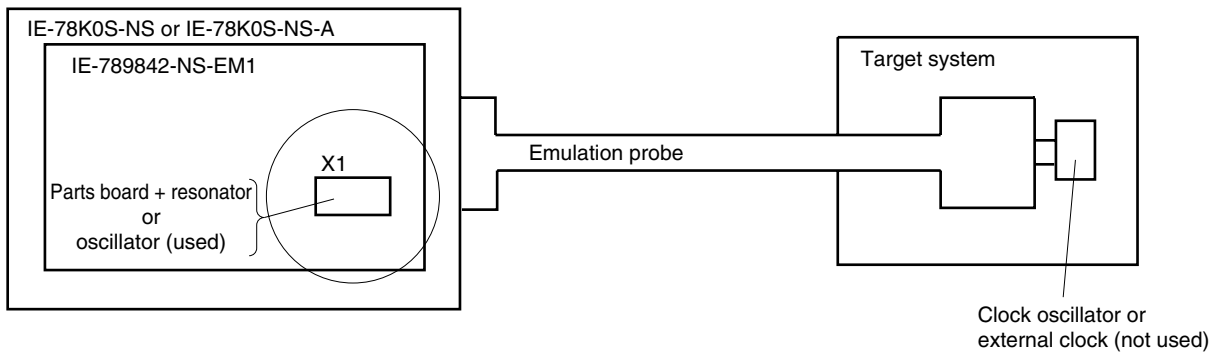 IE-78K0S-NS or IE-78K0S-NS-A
IE-789842-NS-EM1
X1
Parts board + resonator
or
oscillator (used)
Emulation probe
Target system
Clock oscillator or
external clock (not used)